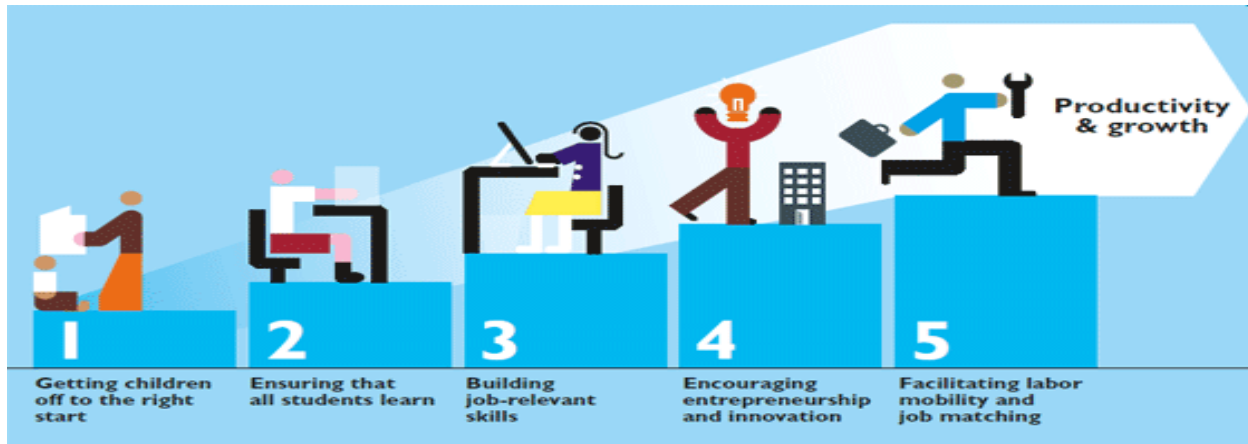 Productivity
& growth
1
2
3
4
5
Getting children
off to the right
start
Ensuring that
all students learn
Building
job-relevant
skills
Encouraging
entrepreneurship
and innovation
Facilitating labor
mobility and
job matching